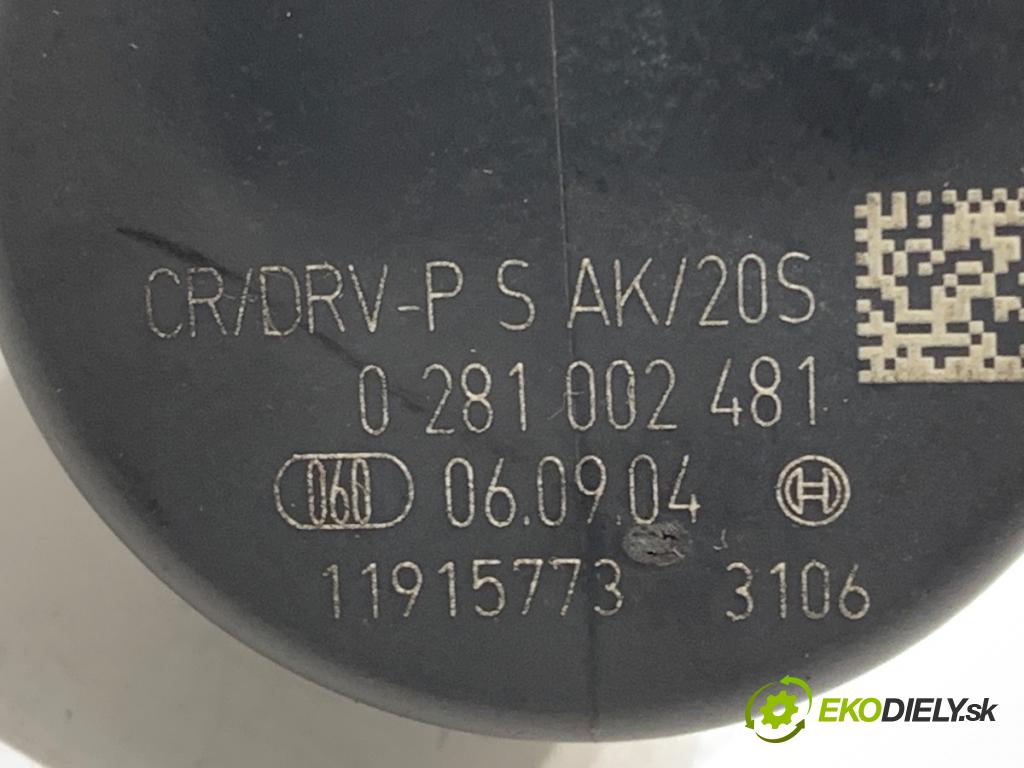 CR/DRV-P S AK/20S
0 281 002 481
060 06.09.04 H
11915773 3106
EKODIELY.sk